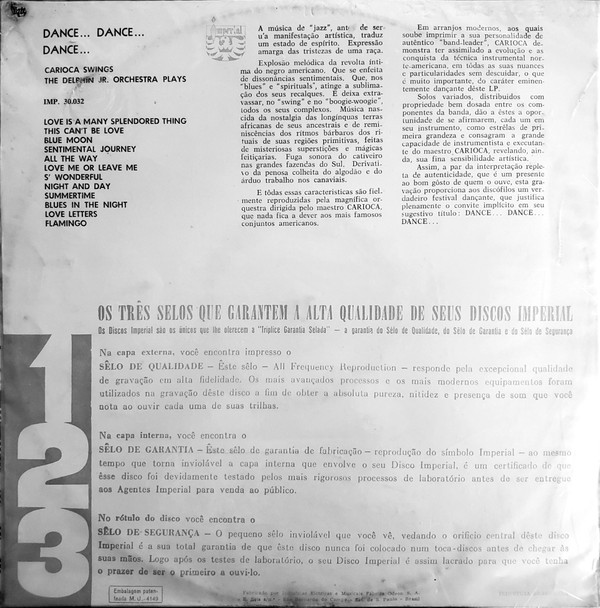 DANCE... DANCE...
DANCE...
CARIOCA SWINGS
THE DELPHIN JR. ORCHESTRA PLAYS
IMP. 30.032
LOVE IS A MANY SPLENDORED THING
THIS CAN'T BE LOVE
BLUE MOON
SENTIMENTAL JOURNEY
ALL THE WAY
LOVE ME OR LEAVE ME
S' WONDERFUL
NIGHT AND DAY
SUMMERTIME
BLUES IN THE NIGHT
LOVE LETTERS
FLAMINGO
Imperial
A música de "jazz", ant de ser
u'a manifestação artística, traduz
um estado de espírito. Expressão
amarga das tristezas de uma raça.
Explosão melódica da revolta ínti-
ma do negro americano. Que se enfeita
de dissonâncias sentimentais. Que, nos
"blues" e "spirituals", atinge a sublima-
ção dos seus recalques. E deixa extra-
vassar, no "swing" e no "boogie-woogie",
todos os seus complexos. Música nas-
cida da nostalgia das longínquas terras
africanas de seus ancestrais e de remi-
niscências dos ritmos bárbaros dos ri-
tuais de suas regiões primitivas, feitas
de misteriosas superstições e mágicas
feitiçarias. Fuga sonora do cativeiro
nas grandes fazendas do Sul. Derivati-
vo da penosa colheita do algodão e do
árduo trabalho nos canaviais.
E tôdas essas características são fiel-
mente reproduzidas pela magnífica or-
questra dirigida pelo maestro CARIOCA,
que nada fica a dever aos mais famosos
conjuntos americanos.
Em arranjos modernos, aos quais
soube imprimir a sua personalidade de
autêntico "band-leader", CARIOCA de-
monstra ter assimilado a evolução e as
conquista da técnica instrumental nor-
te-americana, em tôdas as suas nuances
e particularidades sem descuidar, o que
é muito importante, do caráter eminen-
temente dançante dêste LP.
Solos variados, distribuídos com
propriedade bem dosada entre os com-
ponentes da banda, dão a êstes a opor-
tunidade de se afirmarem, cada um em
seu instrumento, como estrêlas de pri-
meira grandeza e consagram a grande
capacidade de instrumentista e executan-
te do maestro CARIOCA, revelando, ain-
da, sua fina sensibilidade artística.
Assim, a par da interpretação reple-
ta de autenticidade, que é um presente
ao bom gôsto de quem o ouve, esta gra-
vação proporciona aos discófilos um ver-
dadeiro festival dançante, que justifica
plenamente o convite implícito em seu
sugestivo título: DANCE... DANCE...
DANCE...
OS TRÊS SELOS QUE GARANTEM A ALTA QUALIDADE DE SEUS DISCOS IMPERIAL
Os Discos Imperial são os únicos que lhe oferecem a "Tríplice Garantia Selada" — a garantia do Sêlo de Qualidade, do Sêlo de Garantia e do Sêlo de Segurança
1
Na capa externa, você encontra impresso o
SÊLO DE QUALIDADE — Êste sêlo — All Frequency Reproduction — responde pela excepcional qualidade
de gravação em alta fidelidade. Os mais avançados processos e os mais modernos equipamentos foram
utilizados na gravação dêste disco a fim de obter a absoluta pureza, nitidez e presença de som que você
nota ao ouvir cada uma de suas trilhas.
2
Na capa interna, você encontra o
SÊLO DE GARANTIA — Êste sêlo de garantia de fabricação — reprodução do símbolo Imperial — ao mesmo
tempo que torna inviolável a capa interna que envolve o seu Disco Imperial, é um certificado de que
êsse disco foi devidamente testado pelos mais rigorosos processos de laboratório antes do ser entregue
aos Agentes Imperial para venda ao público.
3
No rótulo do disco você encontra o
SÊLO DE SEGURANÇA — O pequeno sêlo inviolável que você vê, vedando o orifício central dêste disco
Imperial é a sua total garantia de que êste disco nunca foi colocado num toca-discos antes de chegar às
suas mãos. Logo após os testes de laboratório, o seu Disco Imperial é assim lacrado para que você tenha
o prazer de ser o primeiro a ouvi-lo.
Embalagem paten-
teada M. U. - 4149